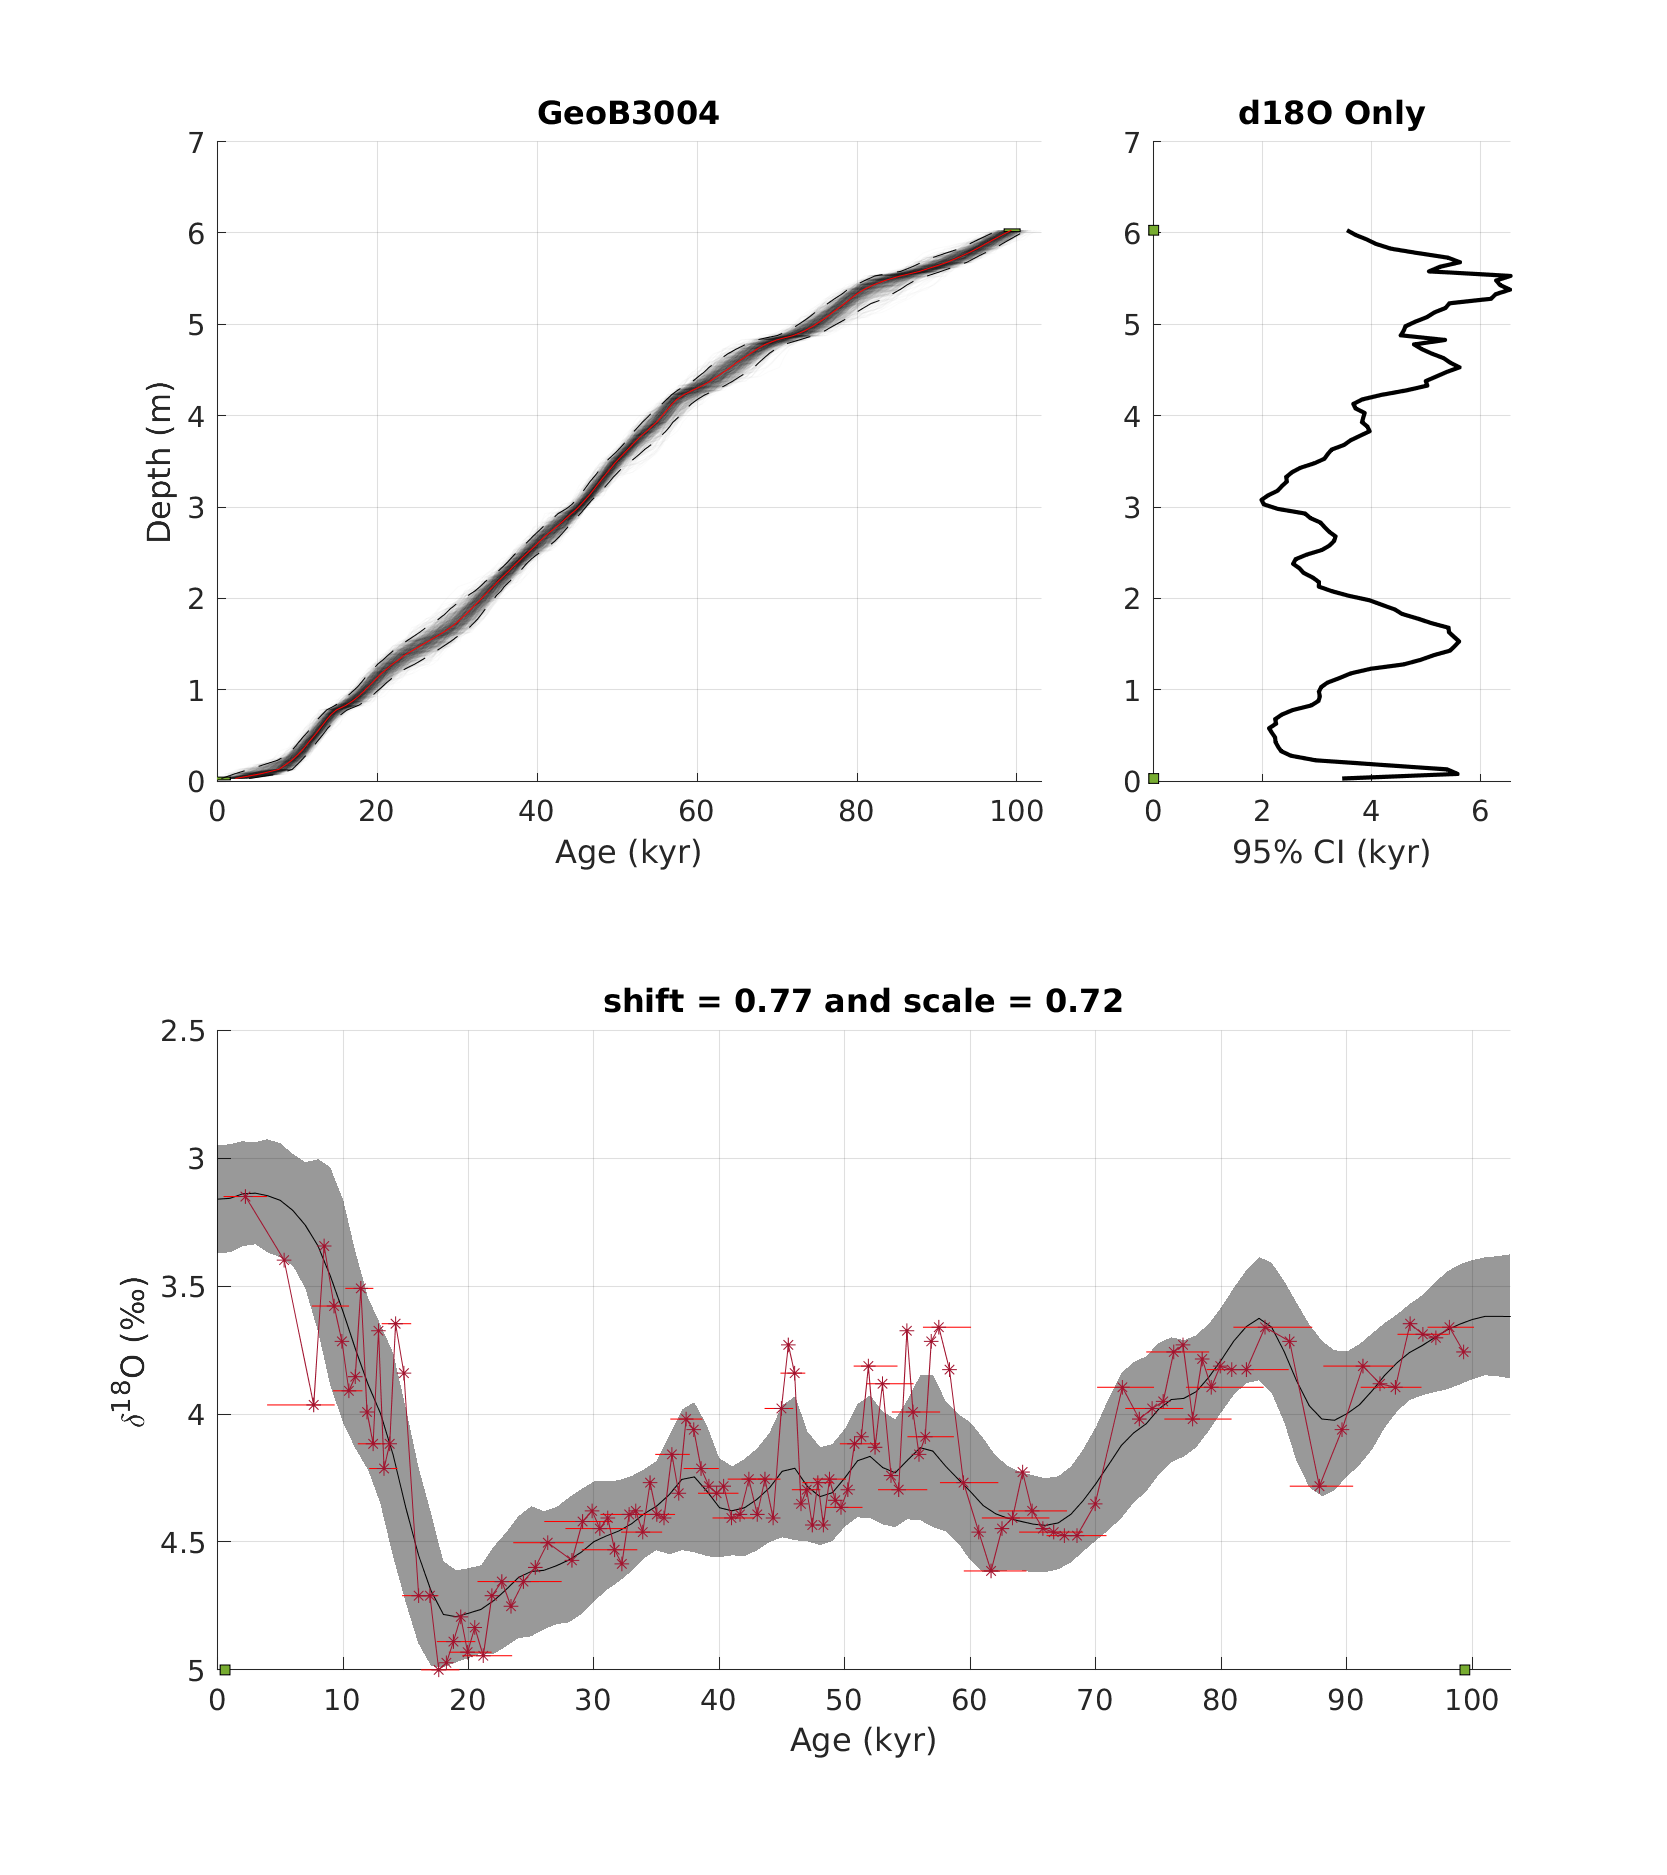 GeoB3004
7
6
5
4
3
2
1
0
Depth (m)
0 20 40 60 80 100
Age (kyr)
d18O Only
7
6
5
4
3
2
1
0
0 2 4 6
95% CI (kyr)
shift = 0.77 and scale = 0.72
2.5
3
3.5
4
4.5
5
δ18O (‰)
0 10 20 30 40 50 60 70 80 90 100
Age (kyr)